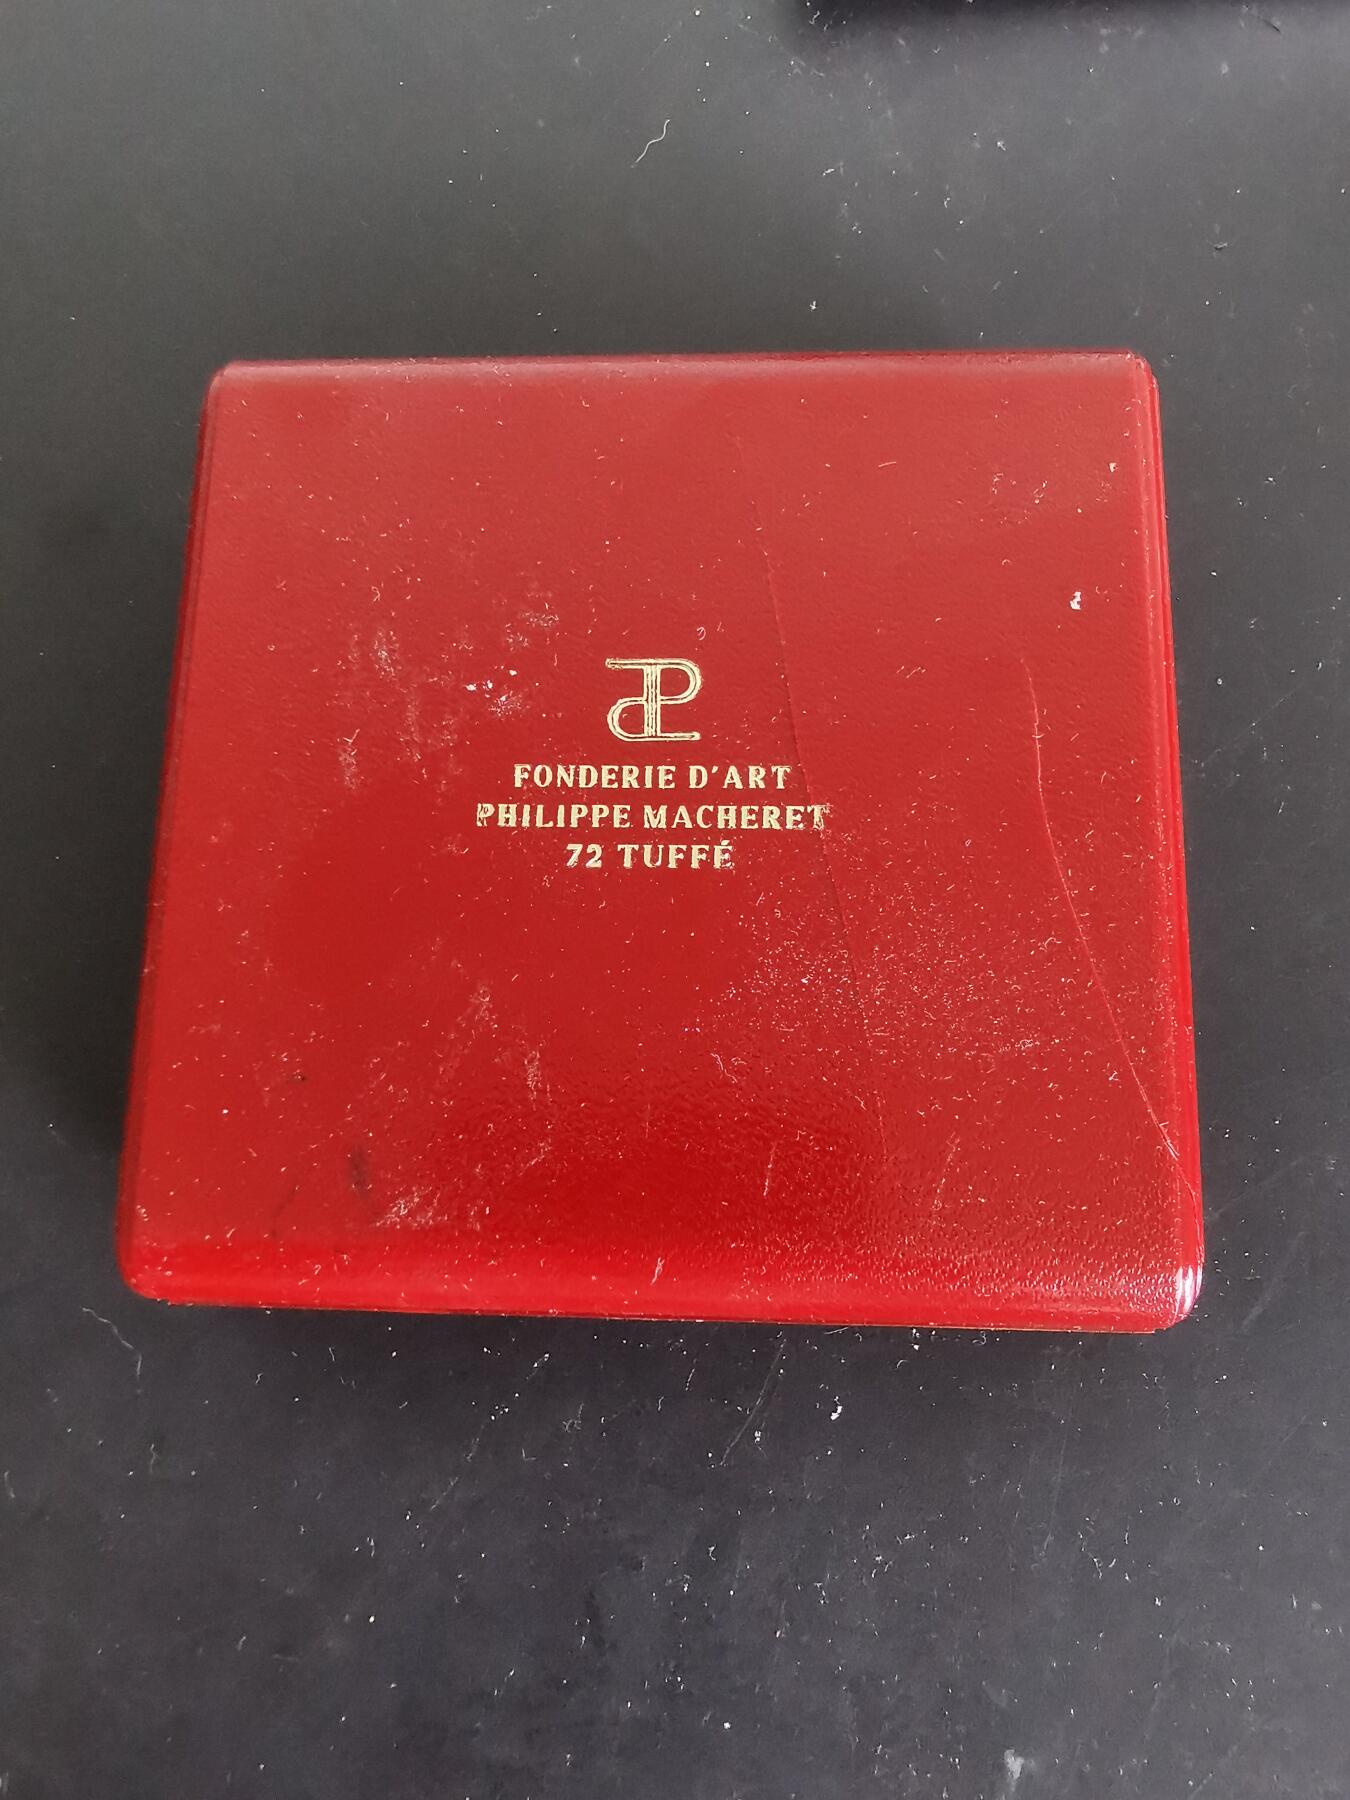 FONDERIE D'ART
PHILIPPE MACHERET
72 TUFFÉ